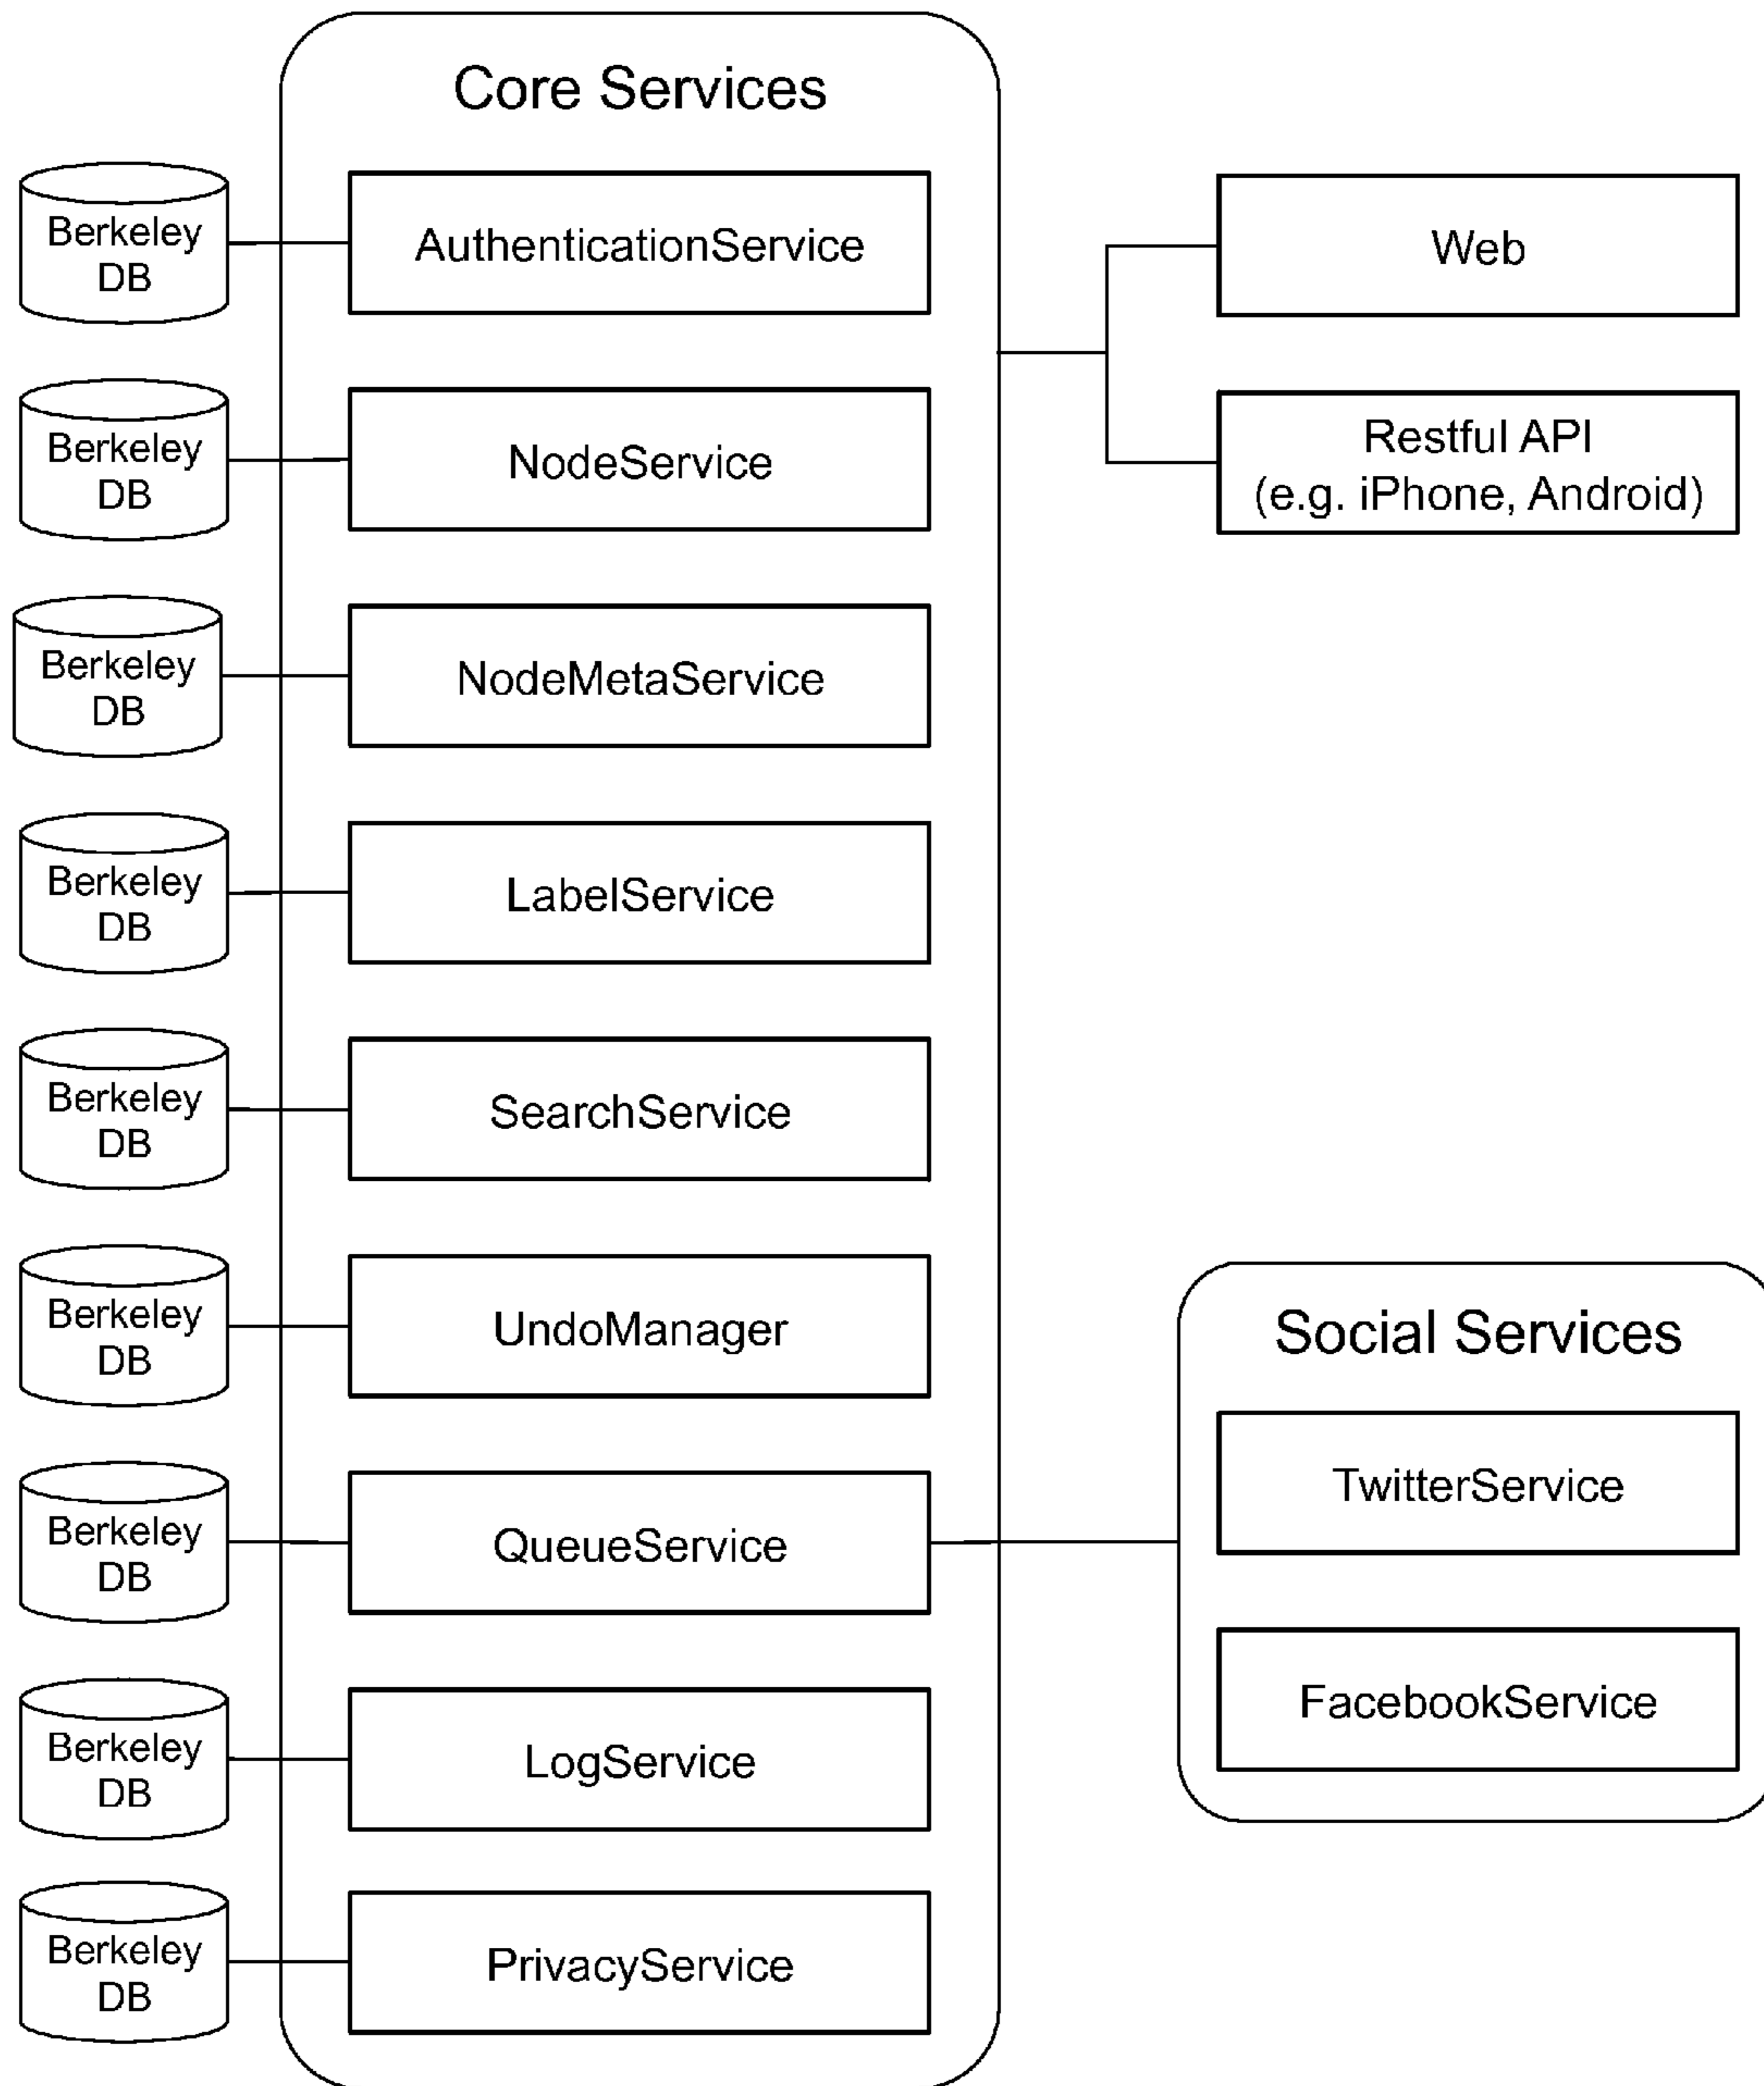 Core Services
Berkeley
DB
AuthenticationService
Web
Berkeley
DB
NodeService
Restful API
(e.g. iPhone, Android)
Berkeley
DB
NodeMetaService
Berkeley
DB
LabelService
Berkeley
DB
SearchService
Berkeley
DB
UndoManager
Social Services
TwitterService
Berkeley
DB
QueueService
FacebookService
Berkeley
DB
LogService
Berkeley
DB
PrivacyService